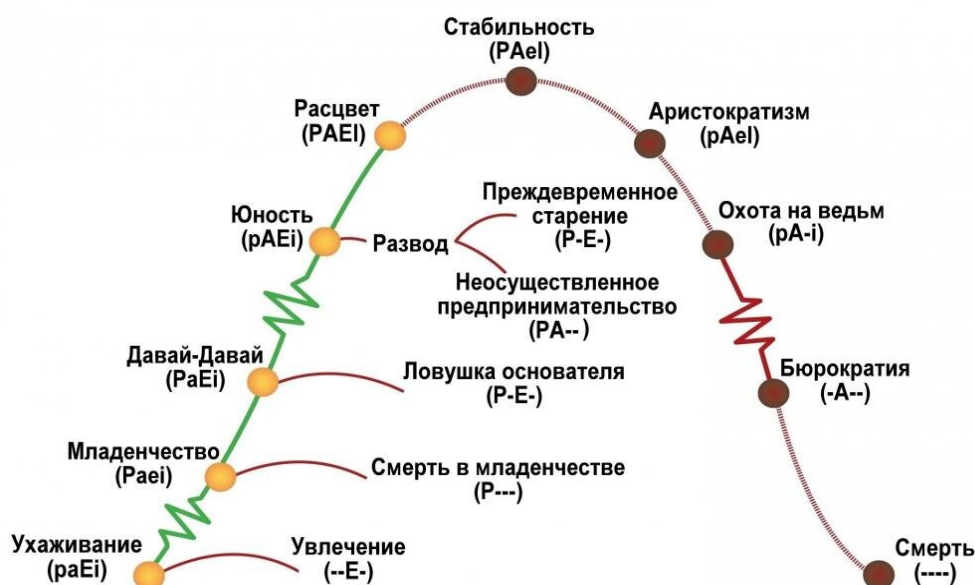 Стабильность
(PAeI)
Расцвет
(PAEI)
Аристократизм
(pAeI)
Юность
(pAEi)
Развод
Преждевременное
старение
(P-E-)
Охота на ведьм
(pA-i)
Неосуществленное
предпринимательство
(PA--)
Давай-Давай
(PaEi)
Ловушка основателя
(P-E-)
Бюрократия
(-A--)
Младенчество
(Paei)
Смерть в младенчестве
(P---)
Ухаживание
(paEi)
Увлечение
(--E-)
Смерть
(----)